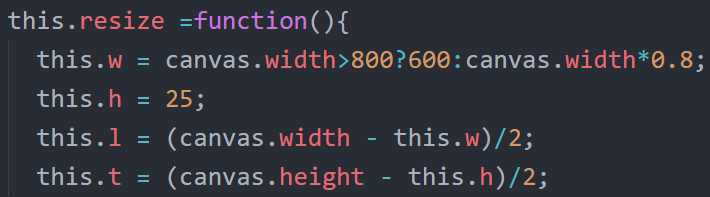 this.resize =function(){
this.w = canvas.width>800?600:canvas.width*0.8;
this.h = 25;
this.l = (canvas.width - this.w)/2;
this.t = (canvas.height - this.h)/2;